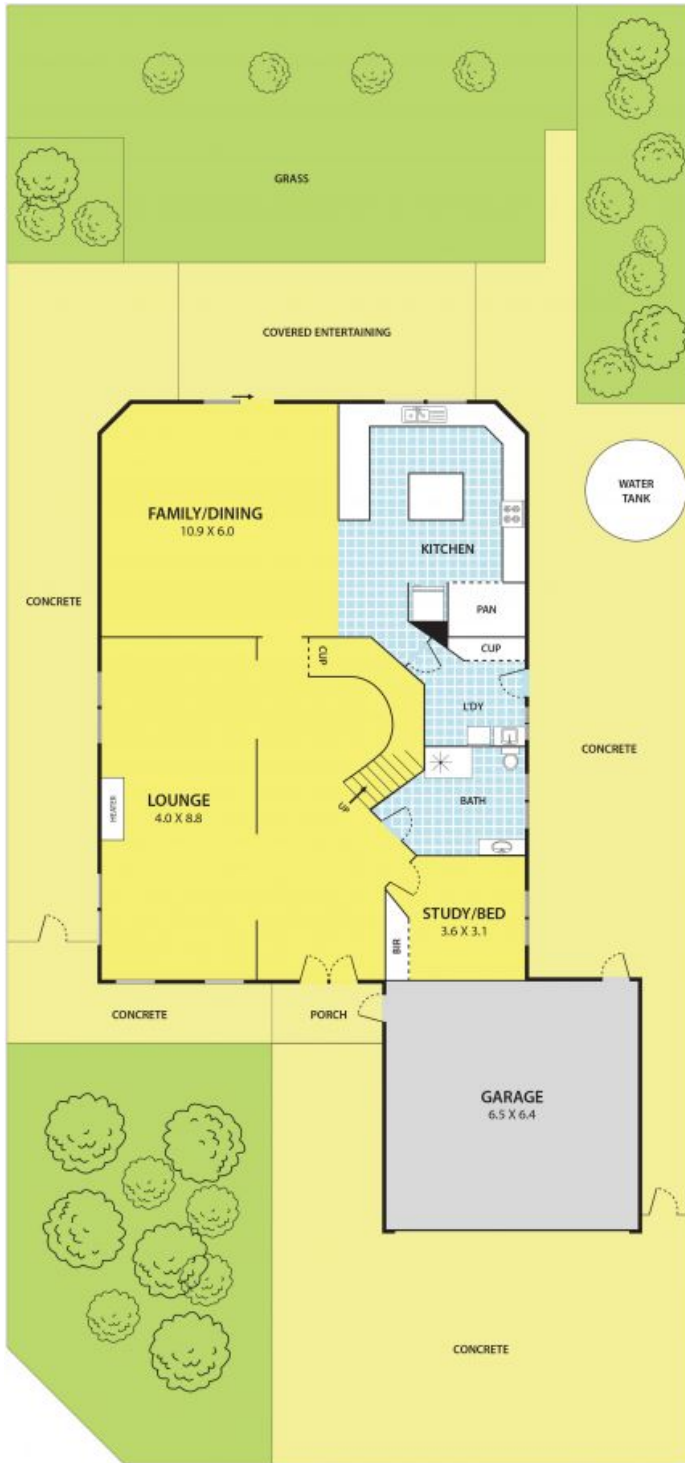 GRASS
COVERED ENTERTAINING
WATER
TANK
FAMILY/DINING
10.9 X 6.0
KITCHEN
CONCRETE
PAN
CUP
CUP
L'DY
CONCRETE
HEATER
LOUNGE
4.0 X 8.8
UP
BATH
STUDY/BED
3.6 X 3.1
BIR
CONCRETE
PORCH
GARAGE
6.5 X 6.4
CONCRETE